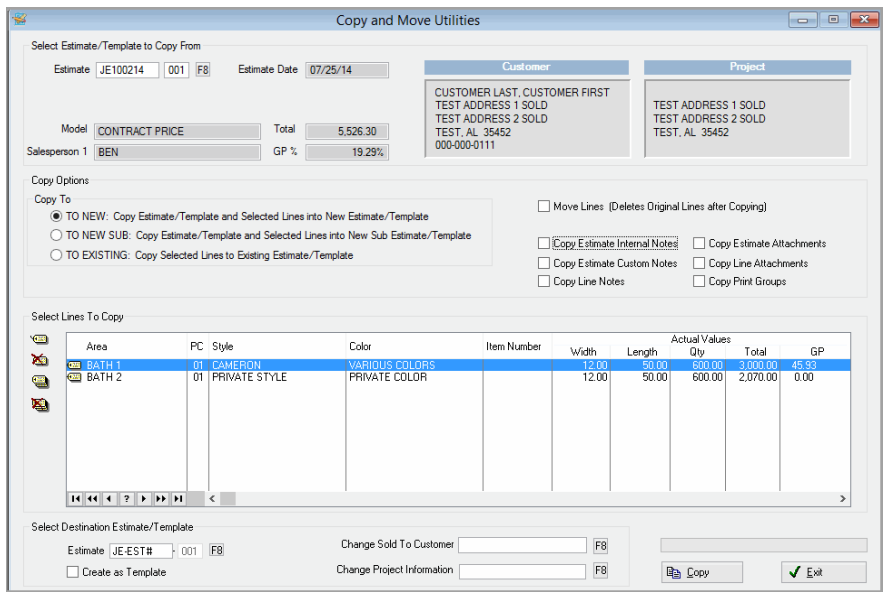 Copy and Move Utilities
Select Estimate/Template to Copy From
Estimate JE100214 001 F8 Estimate Date 07/25/14
Customer
Project
CUSTOMER LAST, CUSTOMER FIRST
TEST ADDRESS 1 SOLD
TEST ADDRESS 2 SOLD
TEST, AL 35452
000-000-0111
TEST ADDRESS 1 SOLD
TEST ADDRESS 2 SOLD
TEST, AL 35452
Model CONTRACT PRICE Total 5,526.30
Salesperson 1 BEN GP % 19.29%
Copy Options
Copy To
TO NEW: Copy Estimate/Template and Selected Lines into New Estimate/Template
TO NEW SUB: Copy Estimate/Template and Selected Lines into New Sub Estimate/Template
TO EXISTING: Copy Selected Lines to Existing Estimate/Template
Move Lines (Deletes Original Lines after Copying)
Copy Estimate Internal Notes Copy Estimate Attachments
Copy Estimate Custom Notes Copy Line Attachments
Copy Line Notes Copy Print Groups
Select Lines To Copy
Actual Values
Area PC Style Color Item Number Width Length Qty Total GP
BATH 1 01 CAMERON VARIOUS COLORS 12.00 50.00 600.00 3,000.00 45.93
BATH 2 01 PRIVATE STYLE PRIVATE COLOR 12.00 50.00 600.00 2,070.00 0.00
?
Select Destination Estimate/Template
Estimate JE-EST# - 001 F8
Create as Template
Change Sold To Customer F8
Change Project Information F8
Copy
Exit